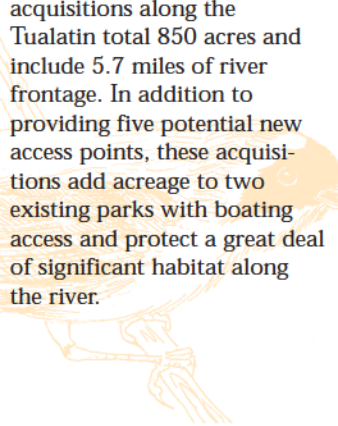 acquisitions along the
Tualatin total 850 acres and
include 5.7 miles of river
frontage. In addition to
providing five potential new
access points, these acquisi-
tions add acreage to two
existing parks with boating
access and protect a great deal
of significant habitat along
the river.